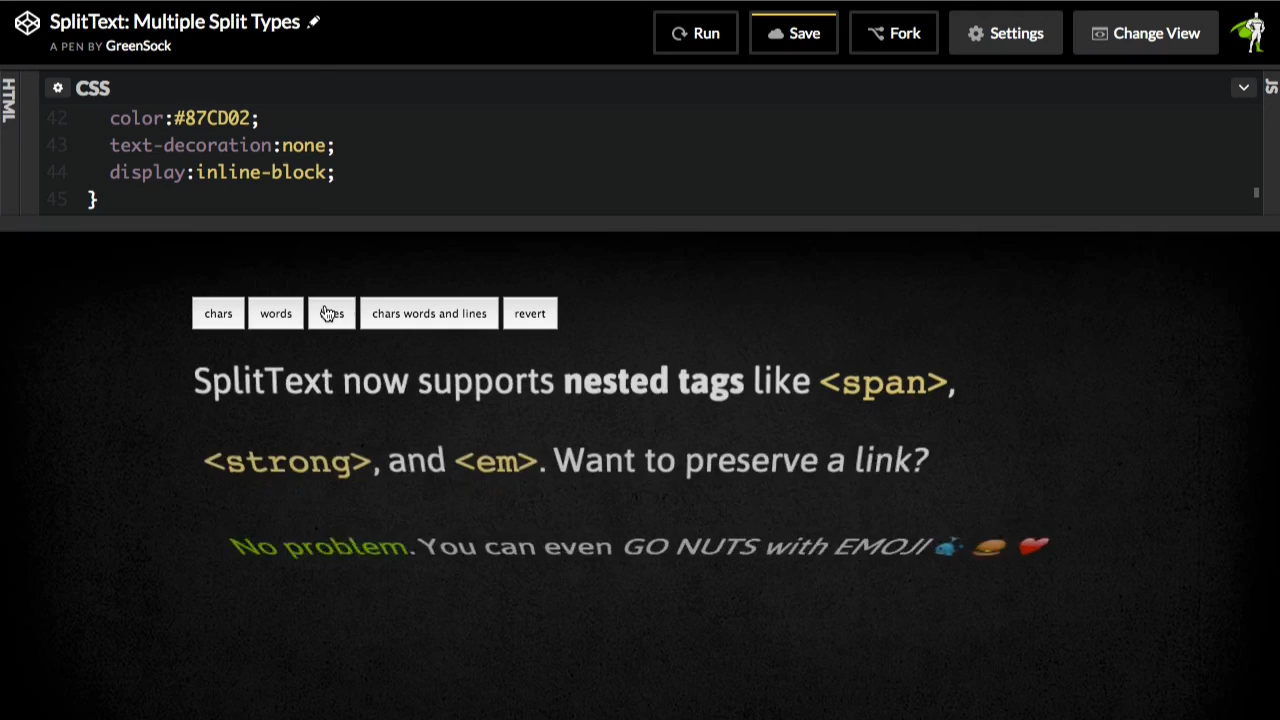 SplitText: Multiple Split Types
A PEN BY GreenSock
Run
Save
Fork
Settings
Change View
HTML
CSS
JS
42 color:#87CD02;
43 text-decoration:none;
44 display:inline-block;
45 }
chars
words
chars words and lines
revert
SplitText now supports nested tags like <span>,
<strong>, and <em>. Want to preserve a link?
No problem. You can even GO NUTS with EMOJI 🐳 🍔 ❤️